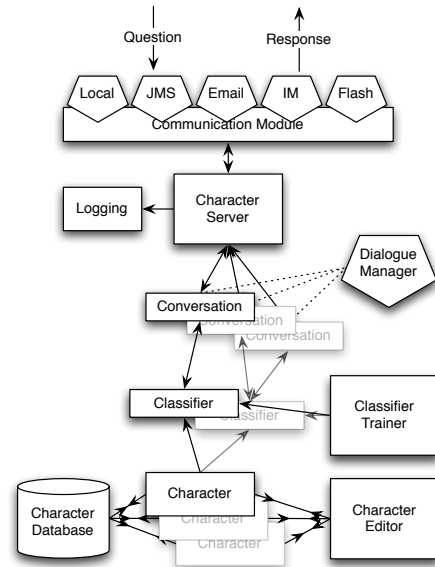 Question
Response
Local
JMS
Email
IM
Flash
Communication Module
Logging
Character
Server
Dialogue
Manager
Conversation
Conversation
Conversation
Classifier
Classifier
Classifier
Trainer
Character
Database
Character
Character
Character
Character
Editor